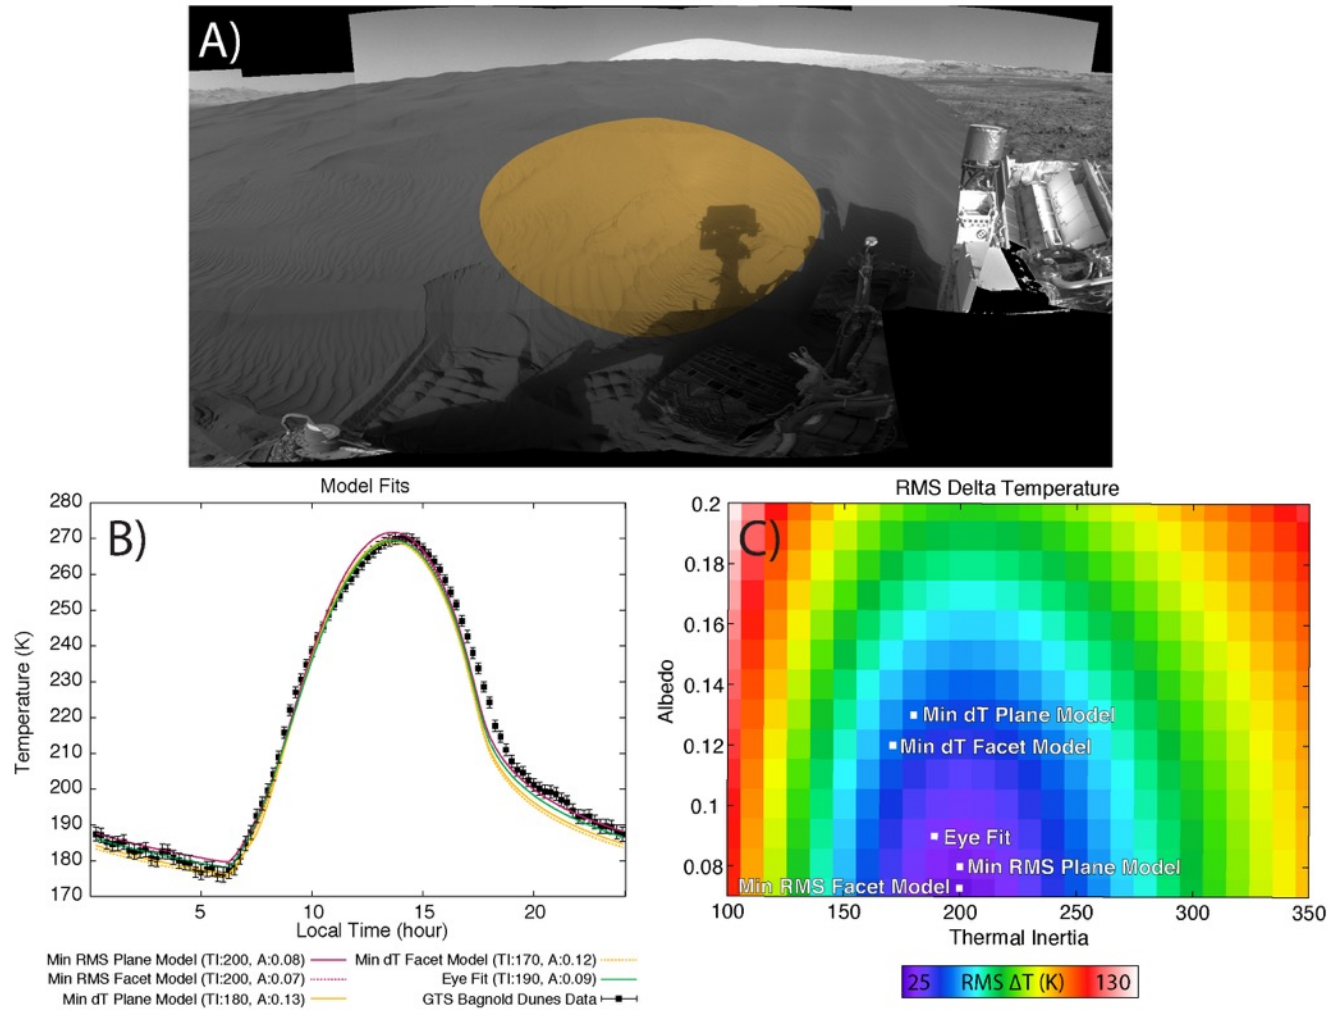 A)
Model Fits
B)
280
270
260
250
240
230
220
210
200
190
180
170
Temperature (K)
5
10
15
20
Local Time (hour)
Min RMS Plane Model (TI:200, A:0.08)
Min RMS Facet Model (TI:200, A:0.07)
Min dT Plane Model (TI:180, A:0.13)
Min dT Facet Model (TI:170, A:0.12)
Eye Fit (TI:190, A:0.09)
GTS Bagnold Dunes Data
RMS Delta Temperature
C)
0.2
0.18
0.16
0.14
0.12
0.1
0.08
Albedo
Min dT Plane Model
Min dT Facet Model
Eye Fit
Min RMS Plane Model
Min RMS Facet Model
100
150
200
250
300
350
Thermal Inertia
25 RMS ΔT (K) 130